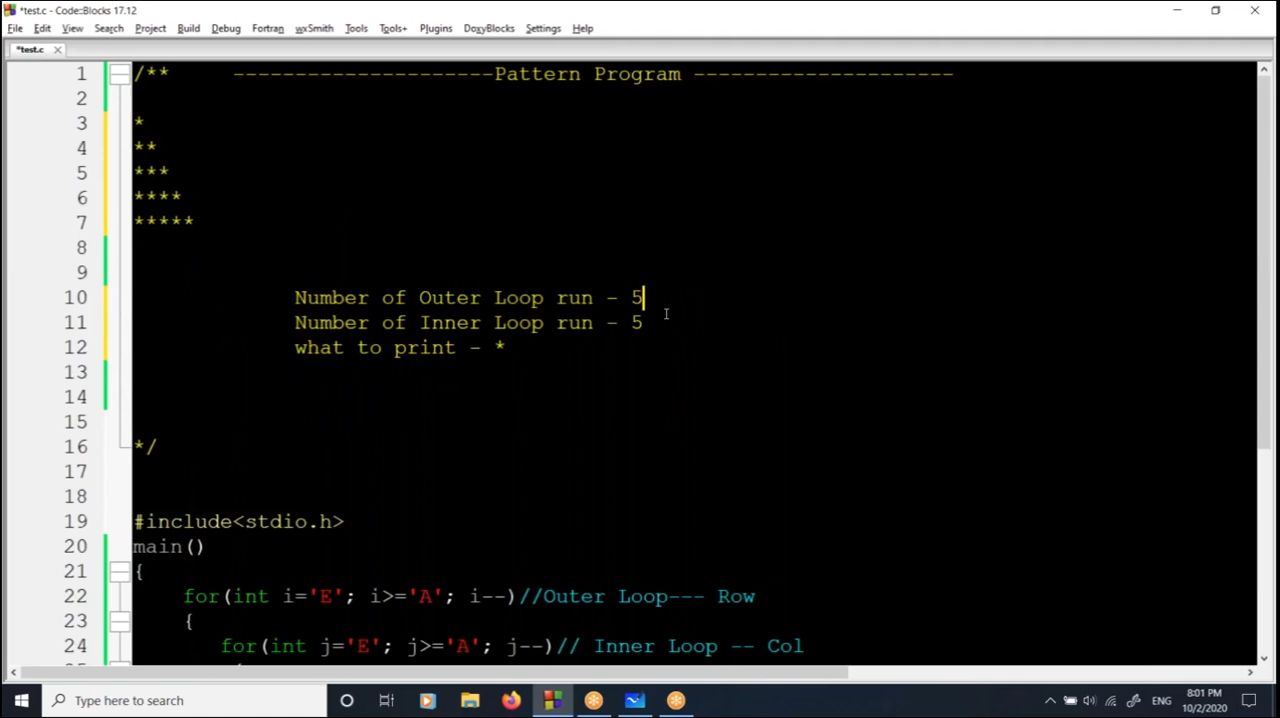 *test.c - Code::Blocks 17.12
File Edit View Search Project Build Debug Fortran wxSmith Tools Tools+ Plugins DoxyBlocks Settings Help
*test.c
1 /** ---------------------Pattern Program ---------------------
2
3 *
4 **
5 ***
6 ****
7 *****
8
9
10 Number of Outer Loop run - 5
11 Number of Inner Loop run - 5
12 what to print - *
13
14
15
16 */
17
18
19 #include<stdio.h>
20 main()
21 {
22 for(int i='E'; i>='A'; i--)//Outer Loop--- Row
23 {
24 for(int j='E'; j>='A'; j--)// Inner Loop -- Col
Type here to search
ENG
8:01 PM
10/2/2020